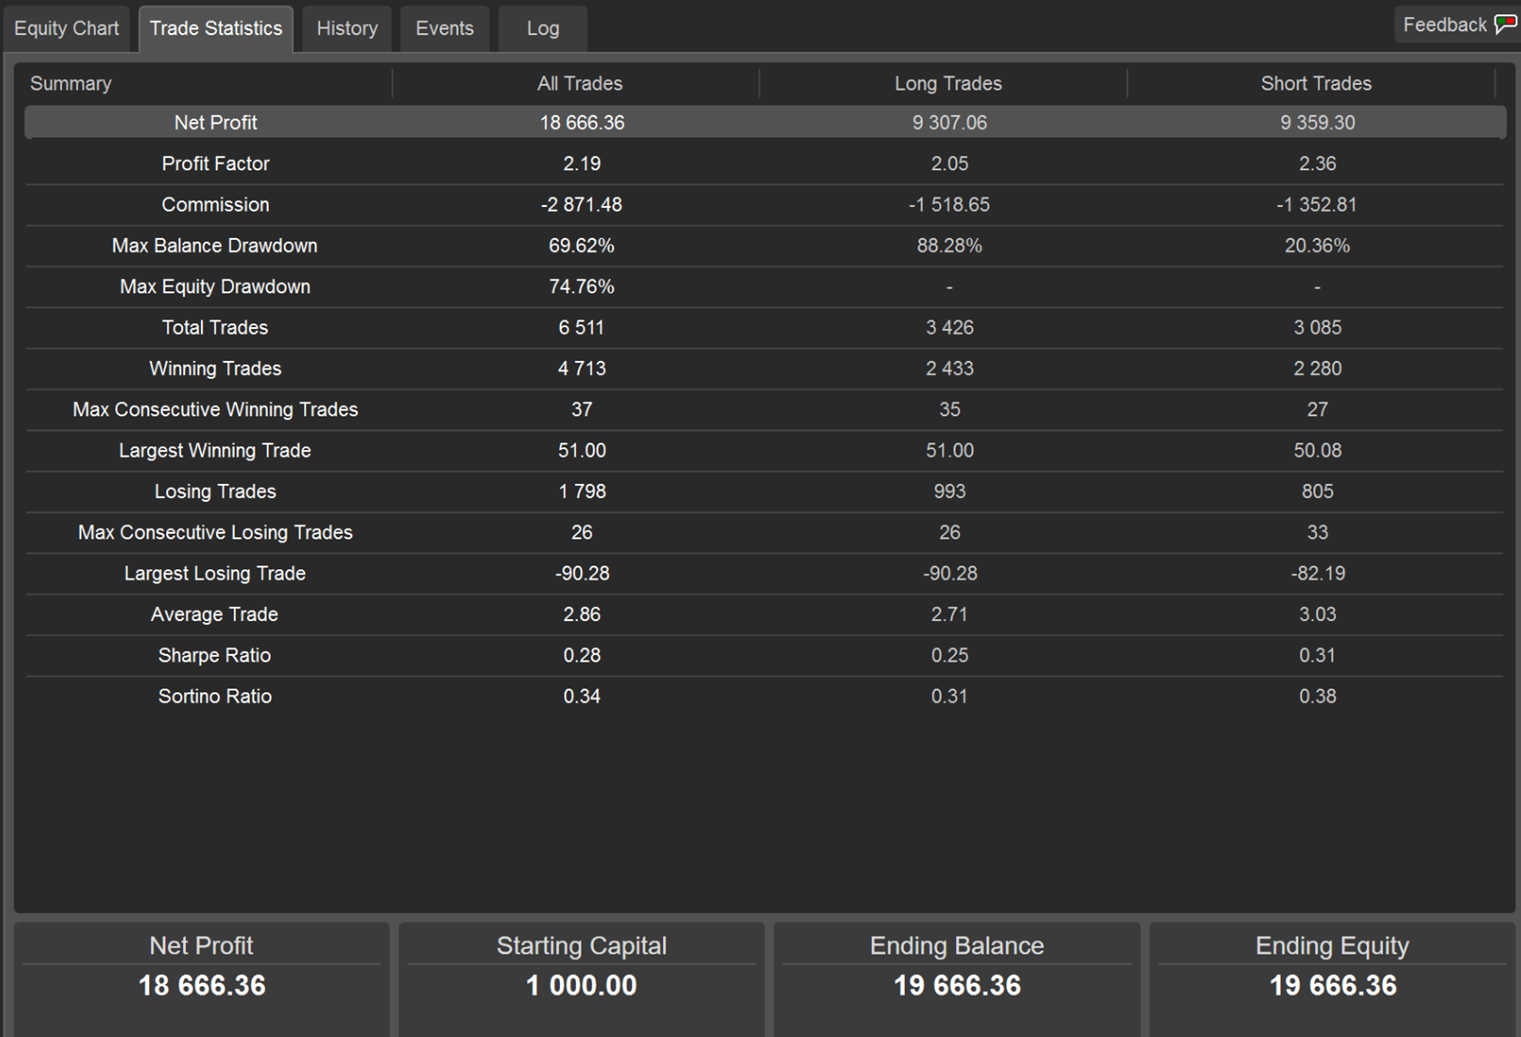 Equity Chart Trade Statistics History Events Log Feedback
Summary All Trades Long Trades Short Trades
Net Profit 18 666.36 9 307.06 9 359.30
Profit Factor 2.19 2.05 2.36
Commission -2 871.48 -1 518.65 -1 352.81
Max Balance Drawdown 69.62% 88.28% 20.36%
Max Equity Drawdown 74.76% - -
Total Trades 6 511 3 426 3 085
Winning Trades 4 713 2 433 2 280
Max Consecutive Winning Trades 37 35 27
Largest Winning Trade 51.00 51.00 50.08
Losing Trades 1 798 993 805
Max Consecutive Losing Trades 26 26 33
Largest Losing Trade -90.28 -90.28 -82.19
Average Trade 2.86 2.71 3.03
Sharpe Ratio 0.28 0.25 0.31
Sortino Ratio 0.34 0.31 0.38
Net Profit Starting Capital Ending Balance Ending Equity
18 666.36 1 000.00 19 666.36 19 666.36